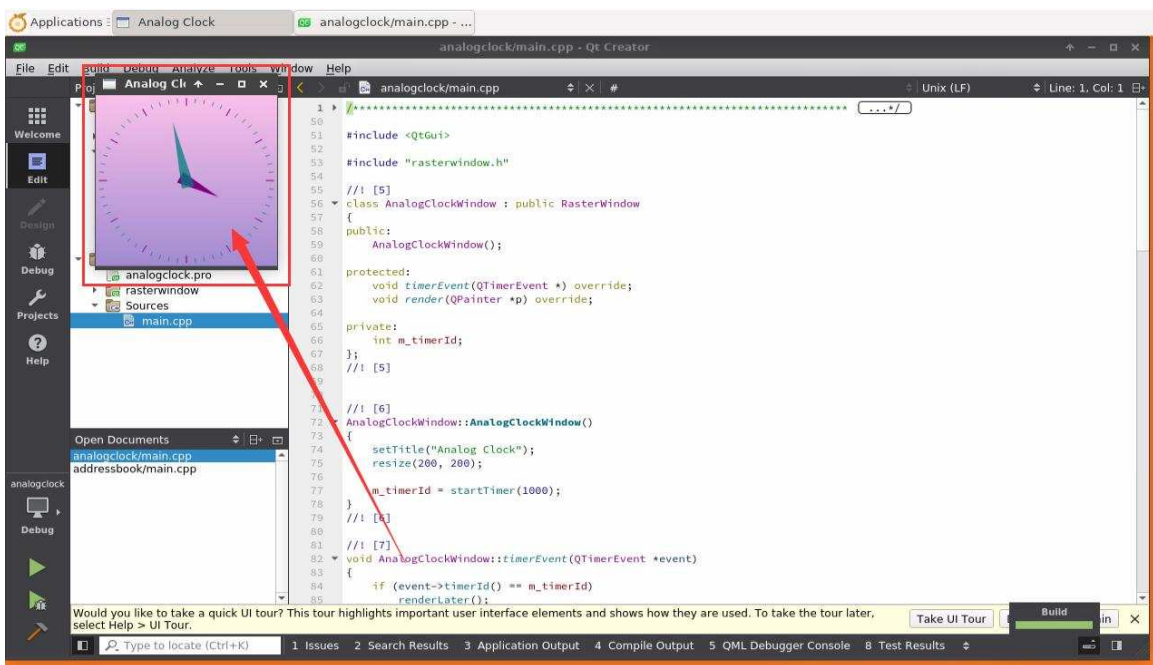 Applications Analog Clock analogclock/main.cpp - ...
analogclock/main.cpp - Qt Creator
File Edit Build Debug Analyze Tools Window Help
Proj
Analog Cl
analogclock/main.cpp # Unix (LF) Line: 1, Col: 1
Welcome
Edit
Design
Debug
Projects
Help
analogclock.pro
rasterwindow
Sources
main.cpp
Open Documents
analogclock/main.cpp
addressbook/main.cpp
analogclock
Debug
1 /****************************************************************************** ...*/
50
51 #include <QtGui>
52
53 #include "rasterwindow.h"
54
55 //! [5]
56 class AnalogClockWindow : public RasterWindow
57 {
58 public:
59 AnalogClockWindow();
60
61 protected:
62 void timerEvent(QTimerEvent *) override;
63 void render(QPainter *p) override;
64
65 private:
66 int m_timerId;
67 };
68 //! [5]
71 //! [6]
72 AnalogClockWindow::AnalogClockWindow()
73 {
74 setTitle("Analog Clock");
75 resize(200, 200);
76
77 m_timerId = startTimer(1000);
78 }
79 //! [6]
80
81 //! [7]
82 void AnalogClockWindow::timerEvent(QTimerEvent *event)
83 {
84 if (event->timerId() == m_timerId)
85 renderLater();
Would you like to take a quick UI tour? This tour highlights important user interface elements and shows how they are used. To take the tour later,
select Help > UI Tour.
Take UI Tour
Build
in
Type to locate (Ctrl+K) 1 Issues 2 Search Results 3 Application Output 4 Compile Output 5 QML Debugger Console 8 Test Results